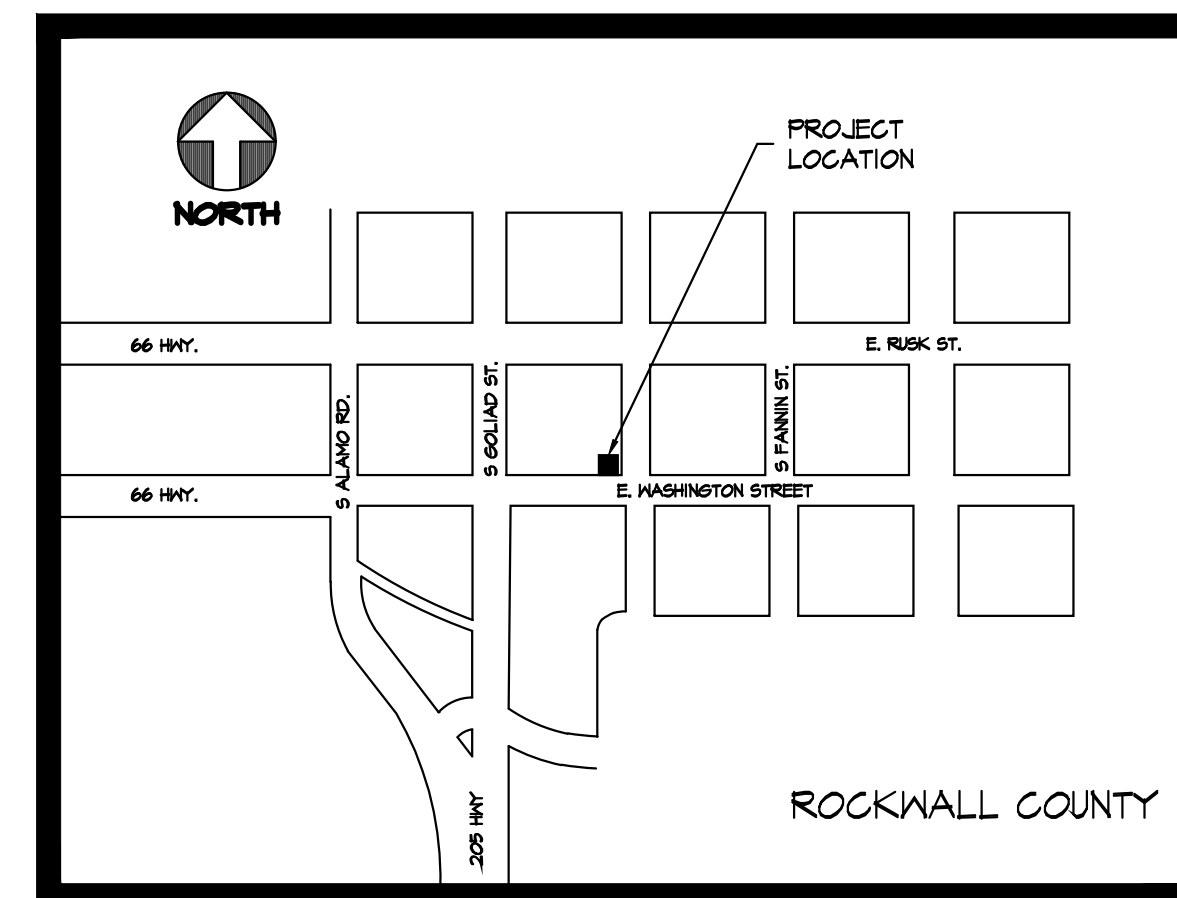 PROJECT
LOCATION
NORTH
66 HWY.
E. RUSK ST.
S ALAMO RD.
S GOLIAD ST.
S FANNIN ST.
66 HWY.
E. WASHINGTON STREET
205 HWY
ROCKWALL COUNTY